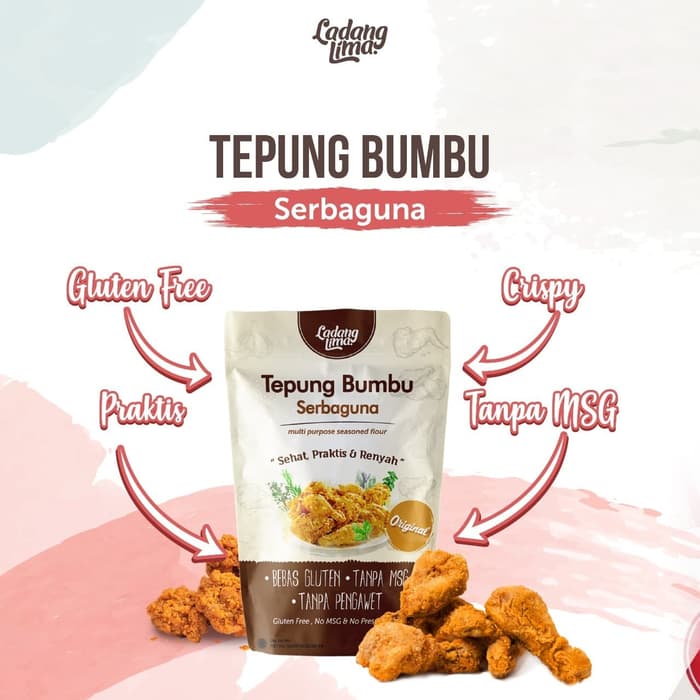 Ladang
Lima.
TEPUNG BUMBU
Serbaguna
Gluten Free
Crispy
Praktis
Tanpa MSG
Ladang
Lima.
Tepung Bumbu
Serbaguna
multi purpose seasoned flour
" Sehat, Praktis & Renyah "
Original
• BEBAS GLUTEN • TANPA MSG
• TANPA PENGAWET
Gluten Free , No MSG & No Pres